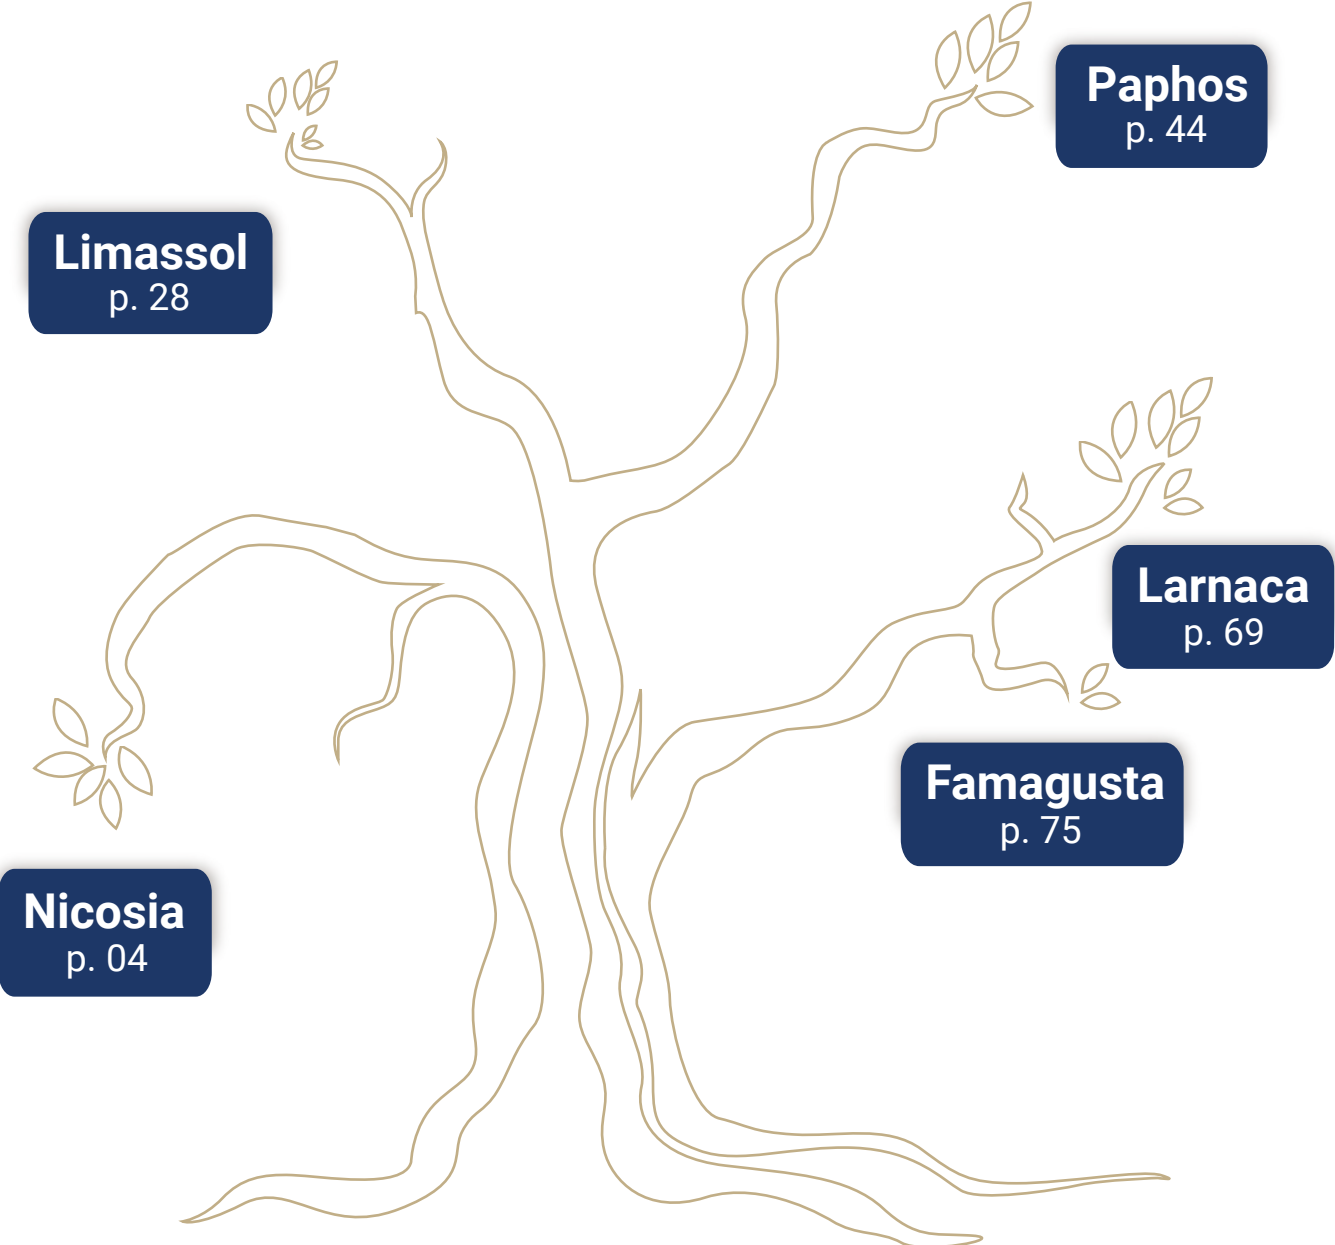 Paphos
p. 44
Limassol
p. 28
Larnaca
p. 69
Famagusta
p. 75
Nicosia
p. 04